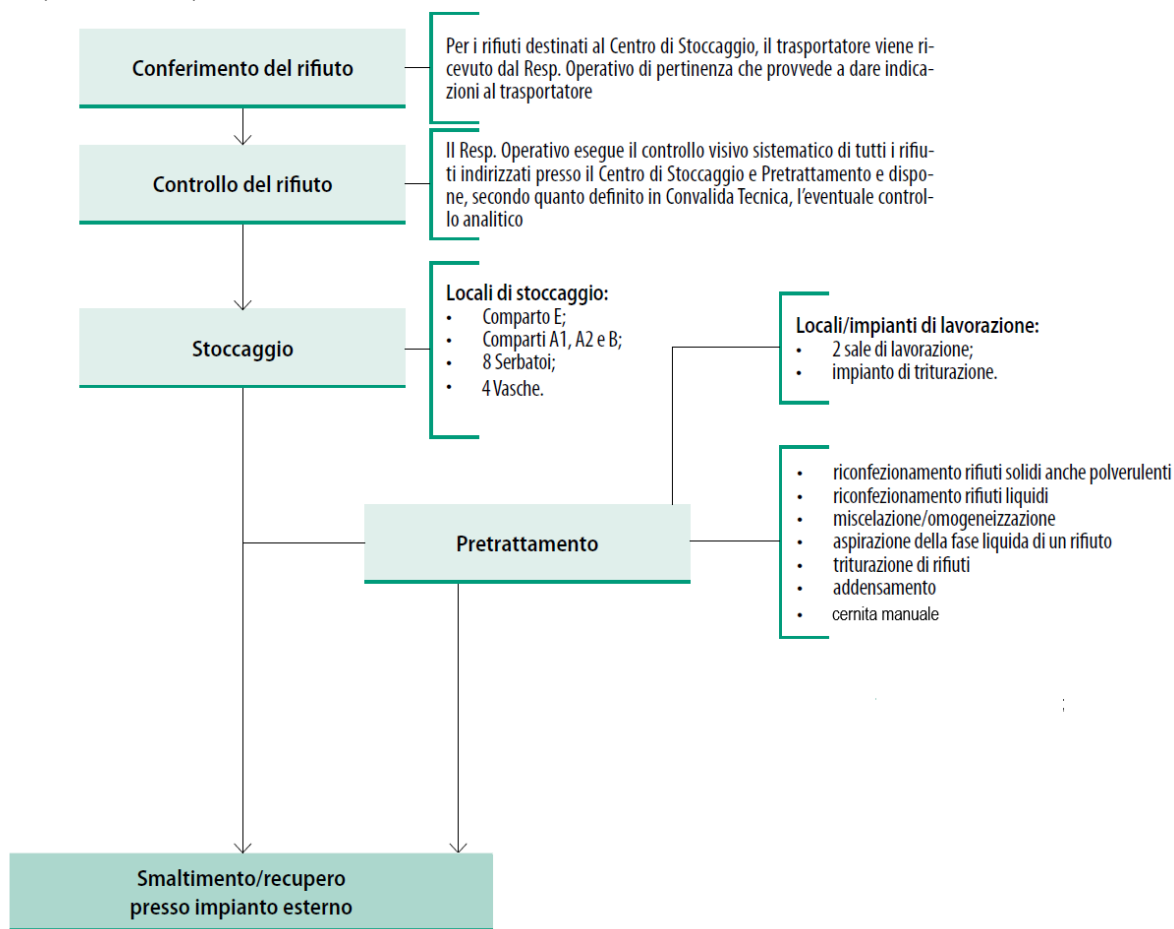 Conferimento del rifiuto
Per i rifiuti destinati al Centro di Stoccaggio, il trasportatore viene ri-
cevuto dal Resp. Operativo di pertinenza che provvede a dare indica-
zioni al trasportatore
Controllo del rifiuto
Il Resp. Operativo esegue il controllo visivo sistematico di tutti i rifiu-
ti indirizzati presso il Centro di Stoccaggio e Pretrattamento e dispo-
ne, secondo quanto definito in Convalida Tecnica, l'eventuale control-
lo analitico
Stoccaggio
Locali di stoccaggio:
• Comparto E;
• Comparti A1, A2 e B;
• 8 Serbatoi;
• 4 Vasche.
Locali/impianti di lavorazione:
• 2 sale di lavorazione;
• impianto di triturazione.
Pretrattamento
• riconfezionamento rifiuti solidi anche polverulenti
• riconfezionamento rifiuti liquidi
• miscelazione/omogeneizzazione
• aspirazione della fase liquida di un rifiuto
• triturazione di rifiuti
• addensamento
• cernita manuale
;
Smaltimento/recupero
presso impianto esterno